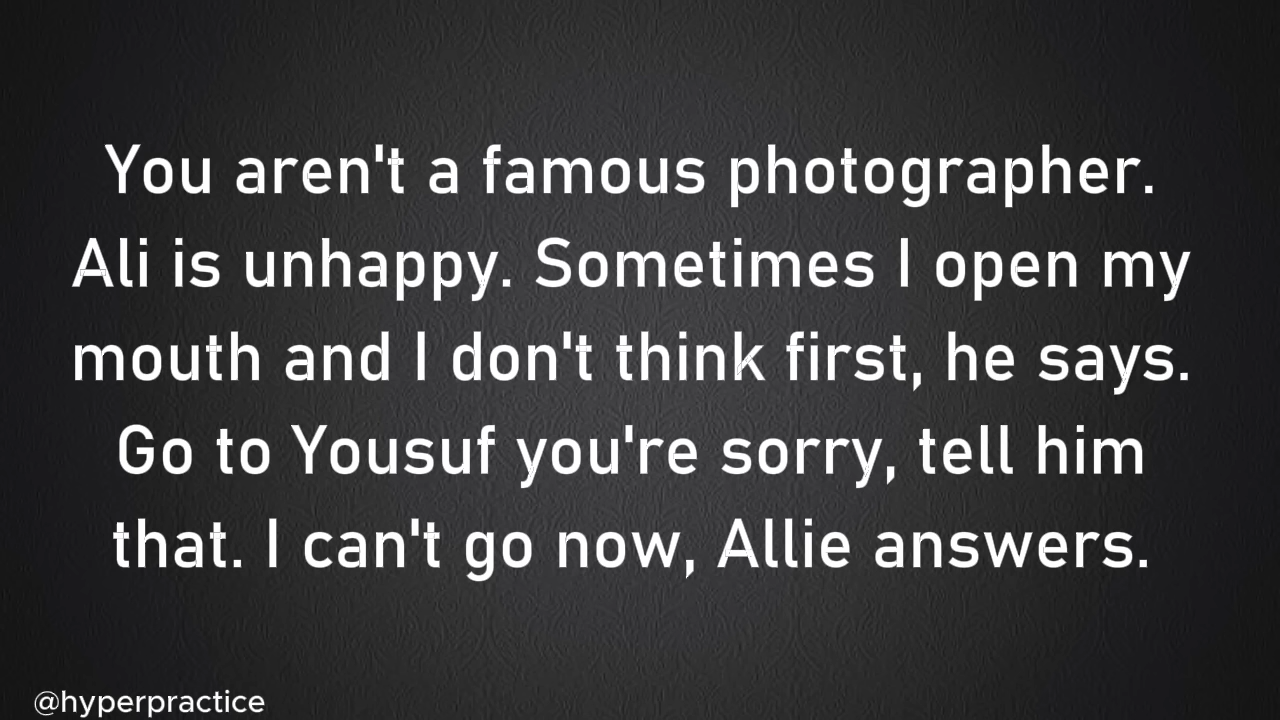 You aren't a famous photographer.
Ali is unhappy. Sometimes I open my
mouth and I don't think first, he says.
Go to Yousuf you're sorry, tell him
that. I can't go now, Allie answers.
@hyperpractice